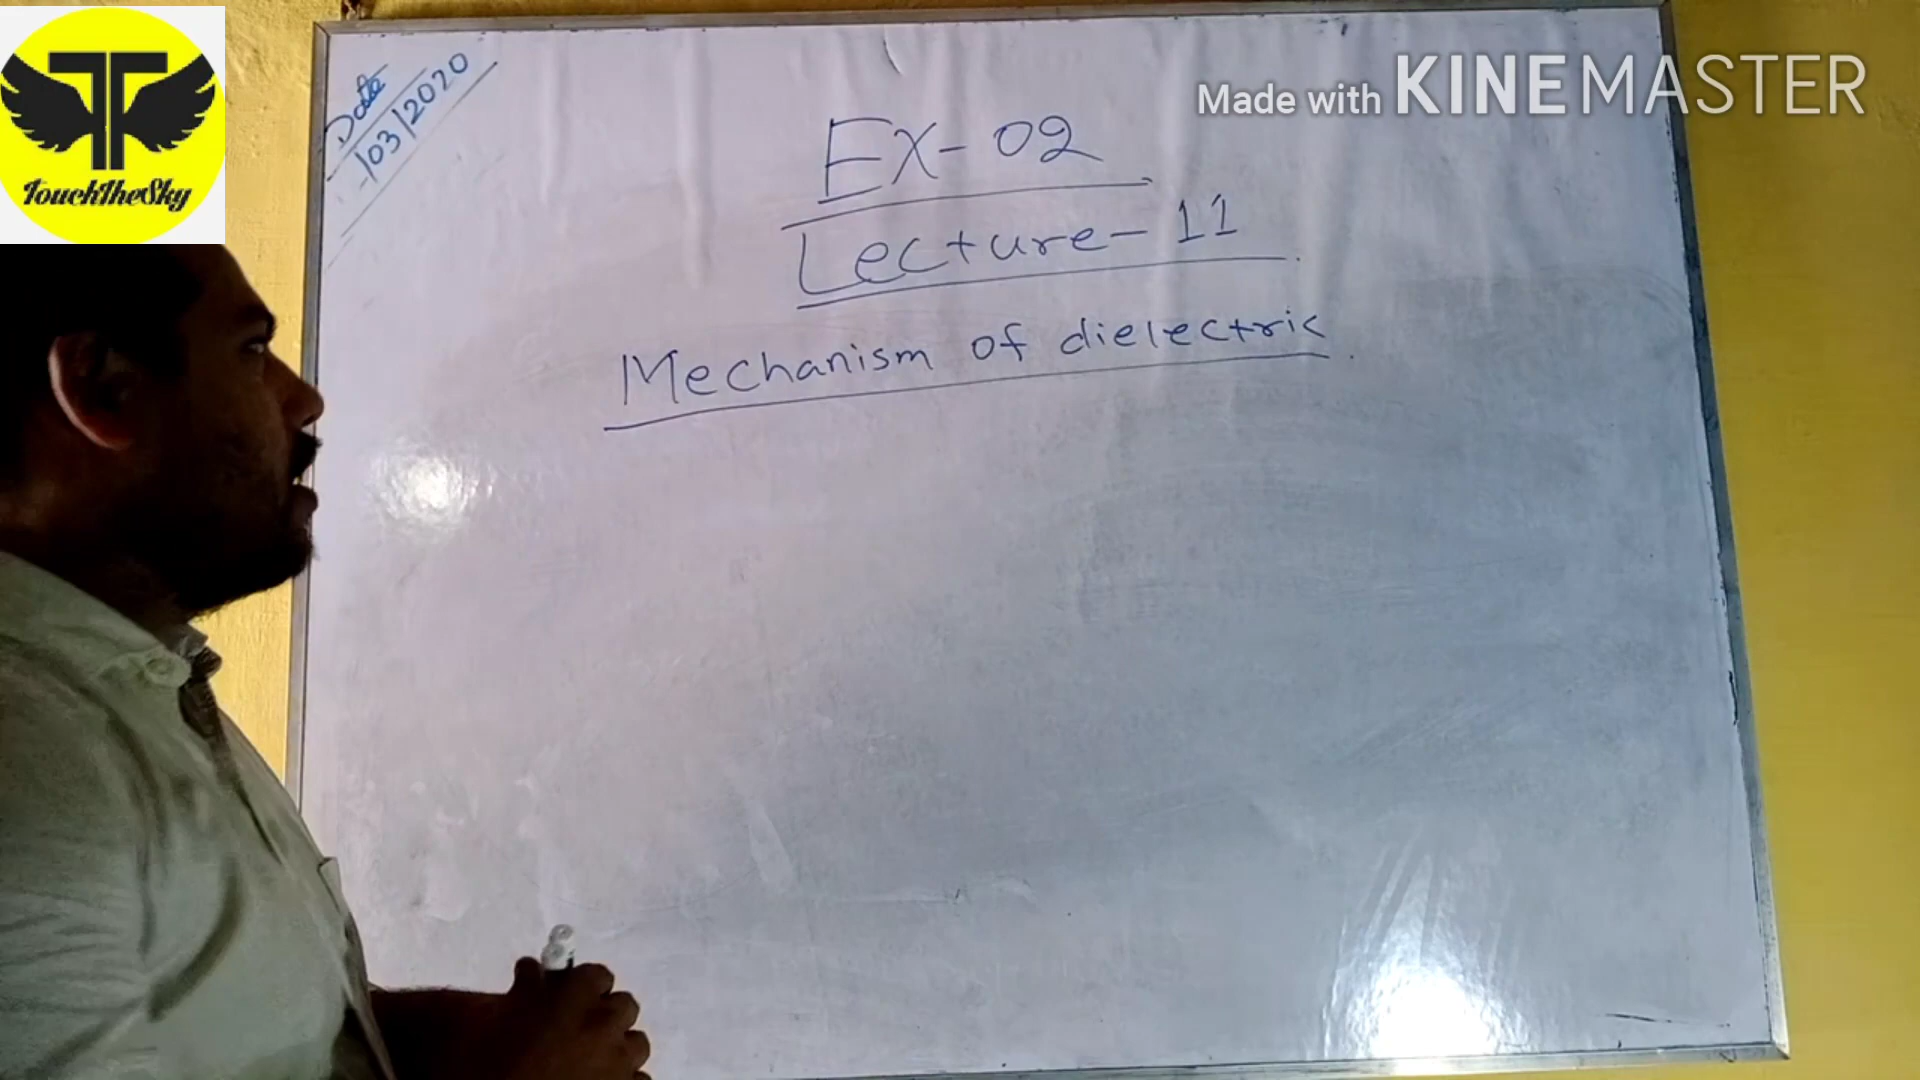 TouchTheSky
Made with KINEMASTER
Date
-/03/2020
EX-02
Lecture-11
Mechanism of dielectric